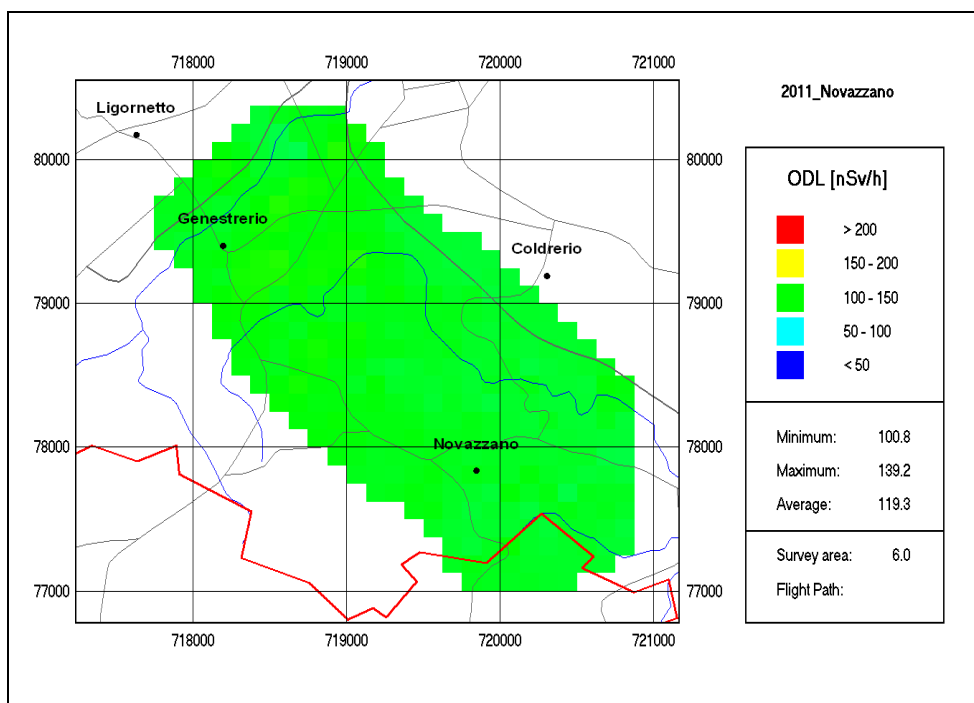 718000 719000 720000 721000
2011_Novazzano
Ligornetto
80000 80000
ODL [nSv/h]
Genestrerio
> 200
Coldrerio
150 - 200
79000 79000
100 - 150
50 - 100
< 50
78000 78000
Novazzano
Minimum: 100.8
Maximum: 139.2
Average: 119.3
Survey area: 6.0
77000 77000
Flight Path:
718000 719000 720000 721000